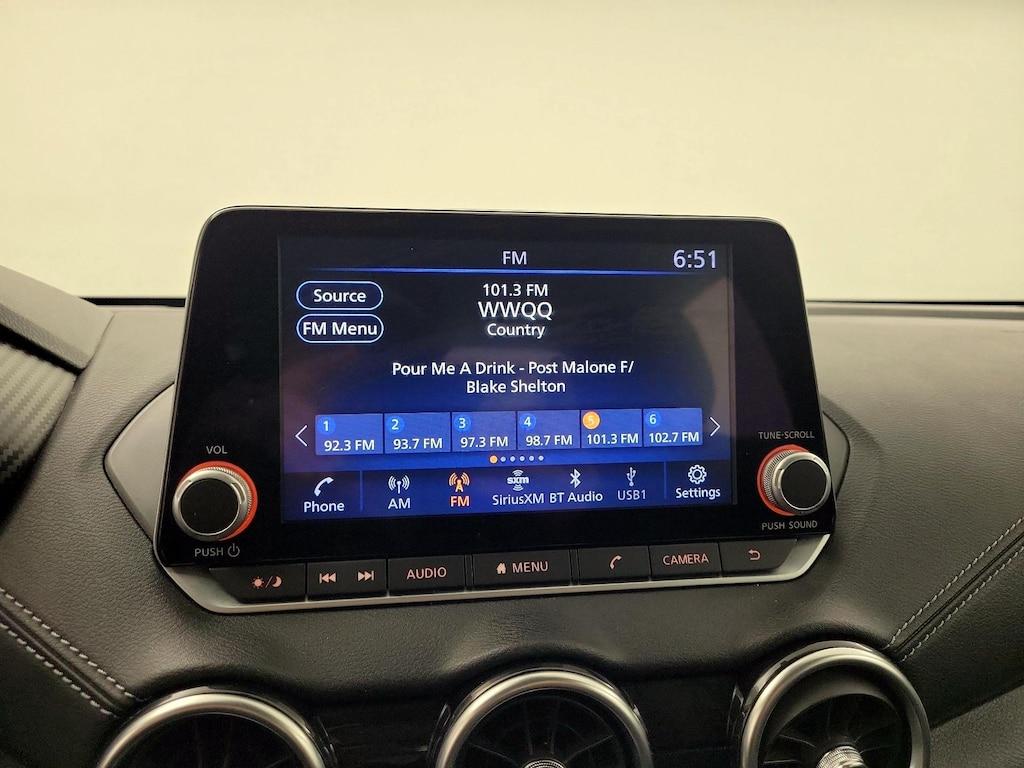 FM
6:51
Source
101.3 FM
WWQQ
FM Menu
Country
Pour Me A Drink - Post Malone F/
Blake Shelton
1 2 3 4 5 6
92.3 FM 93.7 FM 97.3 FM 98.7 FM 101.3 FM 102.7 FM
Phone AM FM sxm SiriusXM BT Audio USB1 Settings
VOL
PUSH
TUNE·SCROLL
PUSH SOUND
AUDIO MENU CAMERA